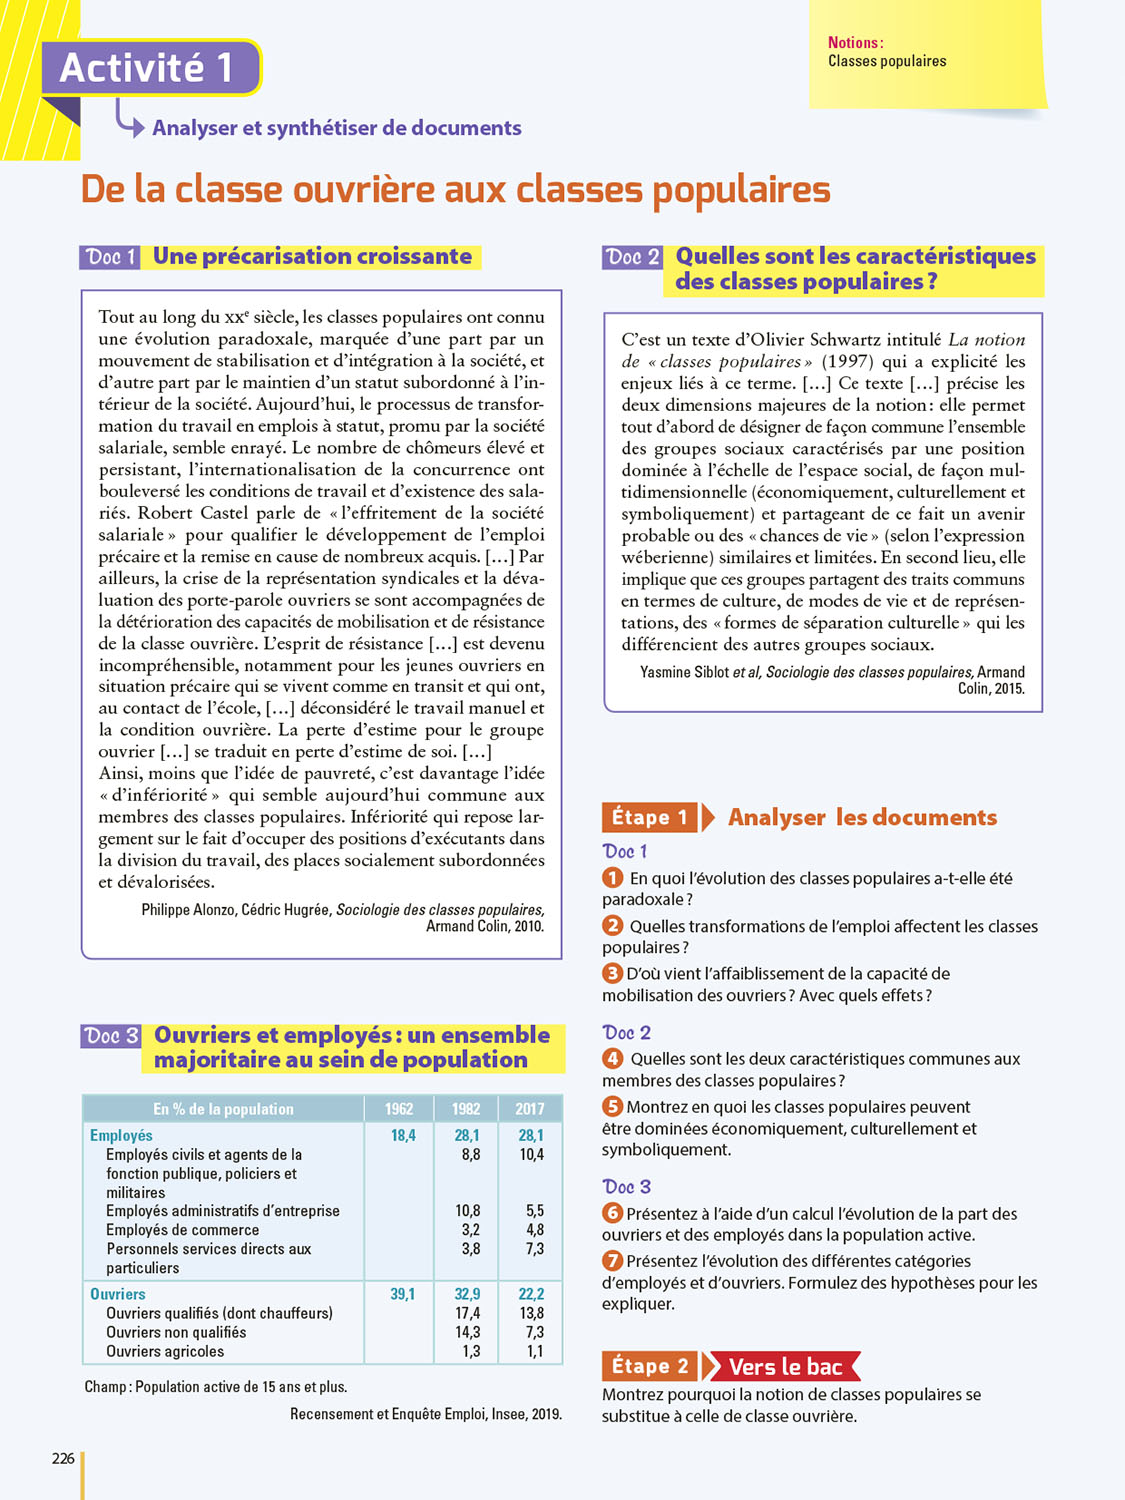 Notions :
Classes populaires
Activité 1
Analyser et synthétiser de documents
De la classe ouvrière aux classes populaires
Doc 1 Une précarisation croissante
Tout au long du XXe siècle, les classes populaires ont connu
une évolution paradoxale, marquée d'une part par un
mouvement de stabilisation et d'intégration à la société, et
d'autre part par le maintien d'un statut subordonné à l'in-
térieur de la société. Aujourd'hui, le processus de transfor-
mation du travail en emplois à statut, promu par la société
salariale, semble enrayé. Le nombre de chômeurs élevé et
persistant, l'internationalisation de la concurrence ont
bouleversé les conditions de travail et d'existence des sala-
riés. Robert Castel parle de « l'effritement de la société
salariale » pour qualifier le développement de l'emploi
précaire et la remise en cause de nombreux acquis. [...] Par
ailleurs, la crise de la représentation syndicales et la déva-
luation des porte-parole ouvriers se sont accompagnées de
la détérioration des capacités de mobilisation et de résistance
de la classe ouvrière. L'esprit de résistance [...] est devenu
incompréhensible, notamment pour les jeunes ouvriers en
situation précaire qui se vivent comme en transit et qui ont,
au contact de l'école, [...] déconsidéré le travail manuel et
la condition ouvrière. La perte d'estime pour le groupe
ouvrier [...] se traduit en perte d'estime de soi. [...]
Ainsi, moins que l'idée de pauvreté, c'est davantage l'idée
« d'infériorité » qui semble aujourd'hui commune aux
membres des classes populaires. Infériorité qui repose lar-
gement sur le fait d'occuper des positions d'exécutants dans
la division du travail, des places socialement subordonnées
et dévalorisées.
Philippe Alonzo, Cédric Hugrée, Sociologie des classes populaires,
Armand Colin, 2010.
Doc 2 Quelles sont les caractéristiques
des classes populaires ?
C'est un texte d'Olivier Schwartz intitulé La notion
de « classes populaires » (1997) qui a explicité les
enjeux liés à ce terme. [...] Ce texte [...] précise les
deux dimensions majeures de la notion : elle permet
tout d'abord de désigner de façon commune l'ensemble
des groupes sociaux caractérisés par une position
dominée à l'échelle de l'espace social, de façon mul-
tidimensionnelle (économiquement, culturellement et
symboliquement) et partageant de ce fait un avenir
probable ou des « chances de vie » (selon l'expression
wéberienne) similaires et limitées. En second lieu, elle
implique que ces groupes partagent des traits communs
en termes de culture, de modes de vie et de représen-
tations, des « formes de séparation culturelle » qui les
différencient des autres groupes sociaux.
Yasmine Siblot et al, Sociologie des classes populaires, Armand
Colin, 2015.
Doc 3 Ouvriers et employés : un ensemble
majoritaire au sein de population
En % de la population 1962 1982 2017
Employés 18,4 28,1 28,1
Employés civils et agents de la 8,8 10,4
fonction publique, policiers et
militaires
Employés administratifs d'entreprise 10,8 5,5
Employés de commerce 3,2 4,8
Personnels services directs aux 3,8 7,3
particuliers
Ouvriers 39,1 32,9 22,2
Ouvriers qualifiés (dont chauffeurs) 17,4 13,8
Ouvriers non qualifiés 14,3 7,3
Ouvriers agricoles 1,3 1,1
Champ : Population active de 15 ans et plus.
Recensement et Enquête Emploi, Insee, 2019.
Étape 1 Analyser les documents
Doc 1
1 En quoi l'évolution des classes populaires a-t-elle été
paradoxale ?
2 Quelles transformations de l'emploi affectent les classes
populaires ?
3 D'où vient l'affaiblissement de la capacité de
mobilisation des ouvriers ? Avec quels effets ?
Doc 2
4 Quelles sont les deux caractéristiques communes aux
membres des classes populaires ?
5 Montrez en quoi les classes populaires peuvent
être dominées économiquement, culturellement et
symboliquement.
Doc 3
6 Présentez à l'aide d'un calcul l'évolution de la part des
ouvriers et des employés dans la population active.
7 Présentez l'évolution des différentes catégories
d'employés et d'ouvriers. Formulez des hypothèses pour les
expliquer.
Étape 2 Vers le bac
Montrez pourquoi la notion de classes populaires se
substitue à celle de classe ouvrière.
226